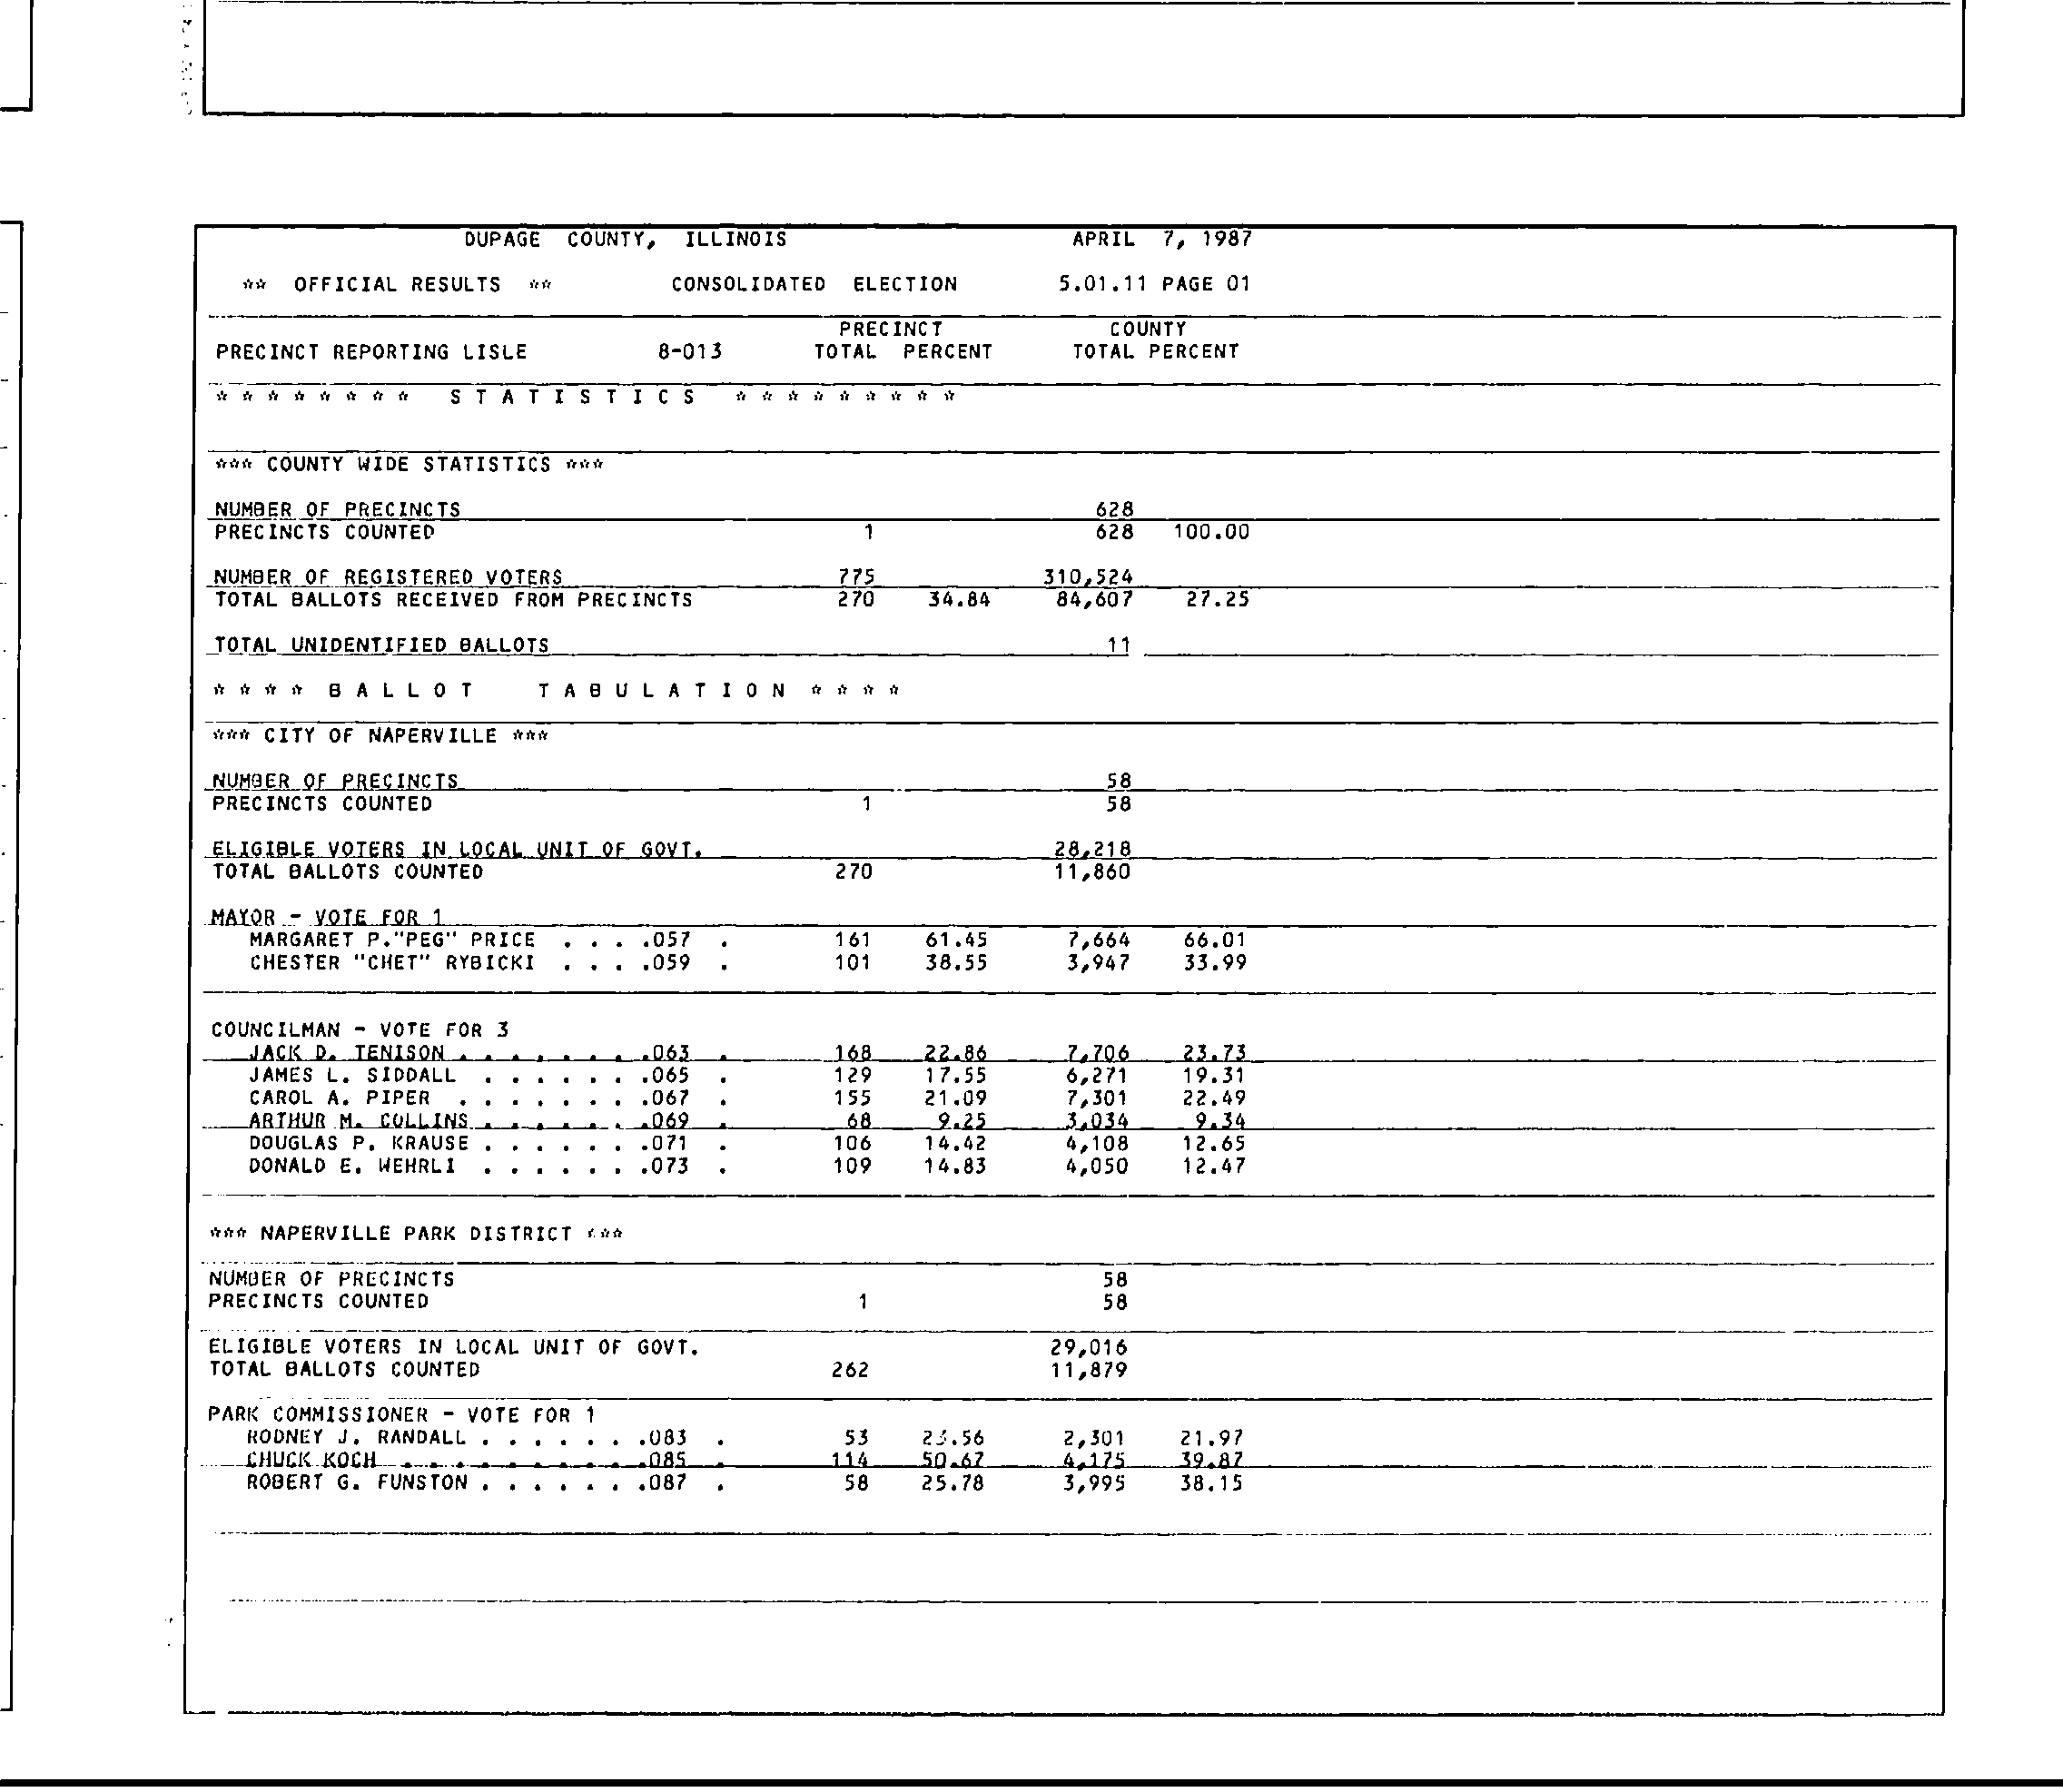 DUPAGE COUNTY, ILLINOIS APRIL 7, 1987
** OFFICIAL RESULTS ** CONSOLIDATED ELECTION 5.01.11 PAGE 01
PRECINCT COUNTY
PRECINCT REPORTING LISLE 8-013 TOTAL PERCENT TOTAL PERCENT
* * * * * * * * S T A T I S T I C S * * * * * * * * *
*** COUNTY WIDE STATISTICS ***
NUMBER OF PRECINCTS 628
PRECINCTS COUNTED 1 628 100.00
NUMBER OF REGISTERED VOTERS 775 310,524
TOTAL BALLOTS RECEIVED FROM PRECINCTS 270 34.84 84,607 27.25
TOTAL UNIDENTIFIED BALLOTS 11
* * * * B A L L O T T A B U L A T I O N * * * *
*** CITY OF NAPERVILLE ***
NUMBER OF PRECINCTS 58
PRECINCTS COUNTED 1 58
ELIGIBLE VOTERS IN LOCAL UNIT OF GOVT. 28,218
TOTAL BALLOTS COUNTED 270 11,860
MAYOR - VOTE FOR 1
MARGARET P."PEG" PRICE . . . .057 . 161 61.45 7,664 66.01
CHESTER "CHET" RYBICKI . . . .059 . 101 38.55 3,947 33.99
COUNCILMAN - VOTE FOR 3
JACK D. TENISON . . . . . . . .063 . 168 22.86 7,706 23.73
JAMES L. SIDDALL . . . . . . .065 . 129 17.55 6,271 19.31
CAROL A. PIPER . . . . . . . .067 . 155 21.09 7,301 22.49
ARTHUR M. COLLINS . . . . . . .069 . 68 9.25 3,034 9.34
DOUGLAS P. KRAUSE . . . . . . .071 . 106 14.42 4,108 12.65
DONALD E. WEHRLI . . . . . . .073 . 109 14.83 4,050 12.47
*** NAPERVILLE PARK DISTRICT ***
NUMBER OF PRECINCTS 58
PRECINCTS COUNTED 1 58
ELIGIBLE VOTERS IN LOCAL UNIT OF GOVT. 29,016
TOTAL BALLOTS COUNTED 262 11,879
PARK COMMISSIONER - VOTE FOR 1
RODNEY J. RANDALL . . . . . . .083 . 53 23.56 2,301 21.97
CHUCK KOCH . . . . . . . . . .085 . 114 50.67 4,175 39.87
ROBERT G. FUNSTON . . . . . . .087 . 58 25.78 3,995 38.15